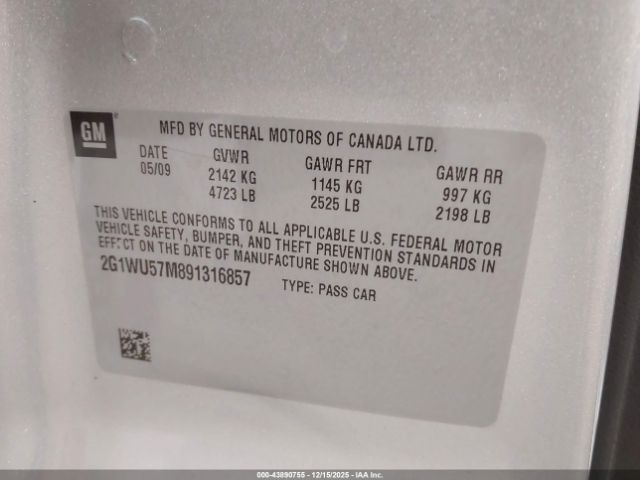 GM
MFD BY GENERAL MOTORS OF CANADA LTD.
DATE GVWR GAWR FRT GAWR RR
05/09 2142 KG 1145 KG 997 KG
4723 LB 2525 LB 2198 LB
THIS VEHICLE CONFORMS TO ALL APPLICABLE U.S. FEDERAL MOTOR
VEHICLE SAFETY, BUMPER, AND THEFT PREVENTION STANDARDS IN
EFFECT ON THE DATE OF MANUFACTURE SHOWN ABOVE.
2G1WU57M891316857 TYPE: PASS CAR
000-43890755 - 12/15/2025 - IAA Inc.